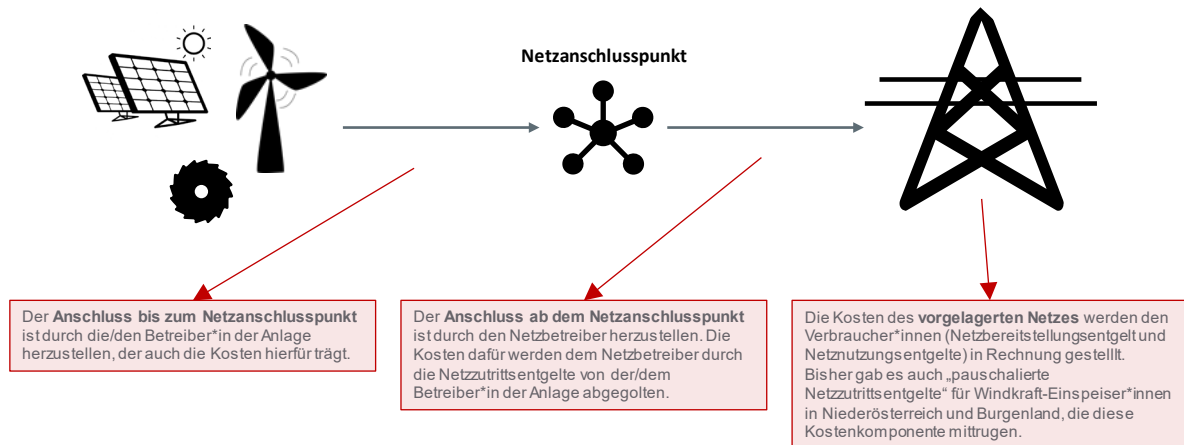 Netzanschlusspunkt
Der Anschluss bis zum Netzanschlusspunkt
ist durch die/den Betreiber*in der Anlage
herzustellen, der auch die Kosten hierfür trägt.
Der Anschluss ab dem Netzanschlusspunkt
ist durch den Netzbetreiber herzustellen. Die
Kosten dafür werden dem Netzbetreiber durch
die Netzzutrittsentgelte von der/dem
Betreiber*in der Anlage abgegolten.
Die Kosten des vorgelagerten Netzes werden den
Verbraucher*innen (Netzbereitstellungsentgelt und
Netznutzungsentgelte) in Rechnung gestelllt.
Bisher gab es auch „pauschalierte
Netzzutrittsentgelte“ für Windkraft-Einspeiser*innen
in Niederösterreich und Burgenland, die diese
Kostenkomponente mittrugen.